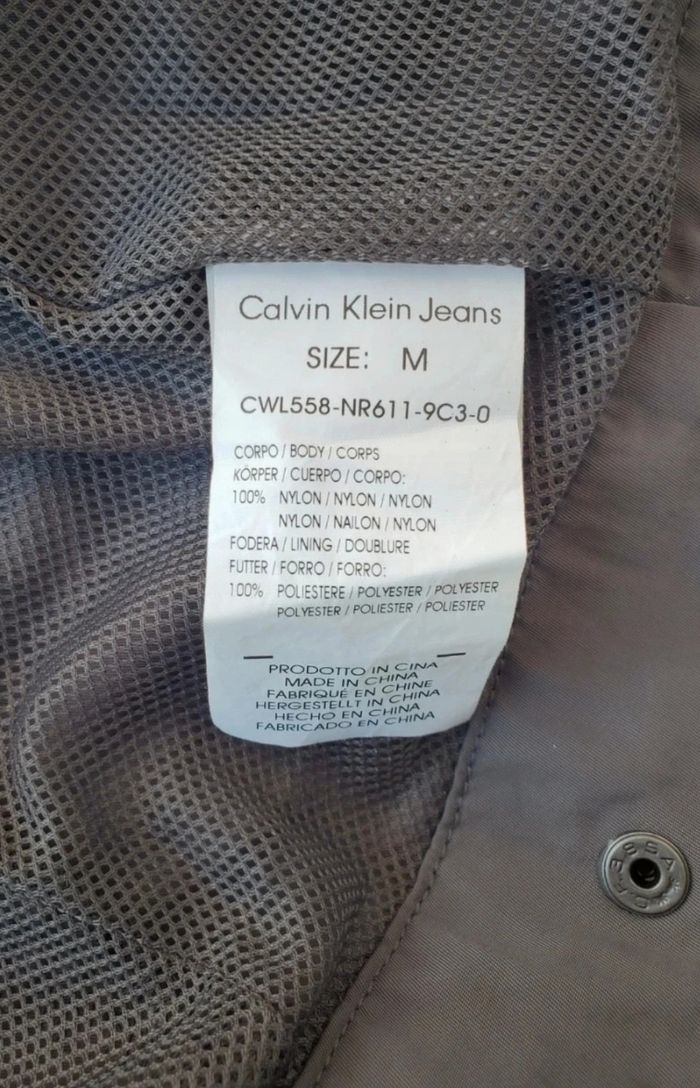 Calvin Klein Jeans
SIZE: M
CWL558-NR611-9C3-0
CORPO / BODY / CORPS
KÖRPER / CUERPO / CORPO:
100% NYLON / NYLON / NYLON
NYLON / NAILON / NYLON
FODERA / LINING / DOUBLURE
FUTTER / FORRO / FORRO:
100% POLIESTERE / POLYESTER / POLYESTER
POLYESTER / POLIESTER / POLIESTER
PRODOTTO IN CINA
MADE IN CHINA
FABRIQUÉ EN CHINE
HERGESTELLT IN CHINA
HECHO EN CHINA
FABRICADO EN CHINA